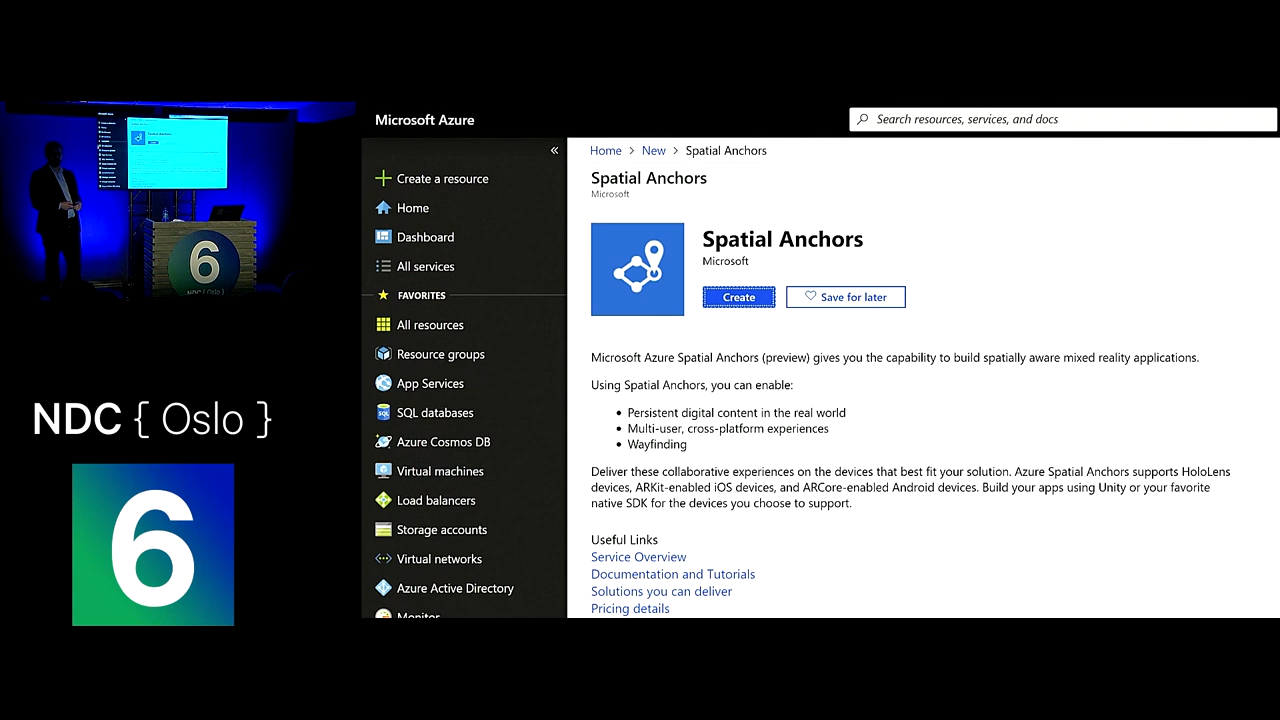 Microsoft Azure
Search resources, services, and docs
«
Create a resource
Home
Dashboard
All services
FAVORITES
All resources
Resource groups
App Services
SQL databases
Azure Cosmos DB
Virtual machines
Load balancers
Storage accounts
Virtual networks
Azure Active Directory
Monitor
Home > New > Spatial Anchors
Spatial Anchors
Microsoft
Spatial Anchors
Microsoft
Create
Save for later
Microsoft Azure Spatial Anchors (preview) gives you the capability to build spatially aware mixed reality applications.
Using Spatial Anchors, you can enable:
• Persistent digital content in the real world
• Multi-user, cross-platform experiences
• Wayfinding
Deliver these collaborative experiences on the devices that best fit your solution. Azure Spatial Anchors supports HoloLens
devices, ARKit-enabled iOS devices, and ARCore-enabled Android devices. Build your apps using Unity or your favorite
native SDK for the devices you choose to support.
Useful Links
Service Overview
Documentation and Tutorials
Solutions you can deliver
Pricing details
6
NDC { Oslo }
NDC { Oslo }
6